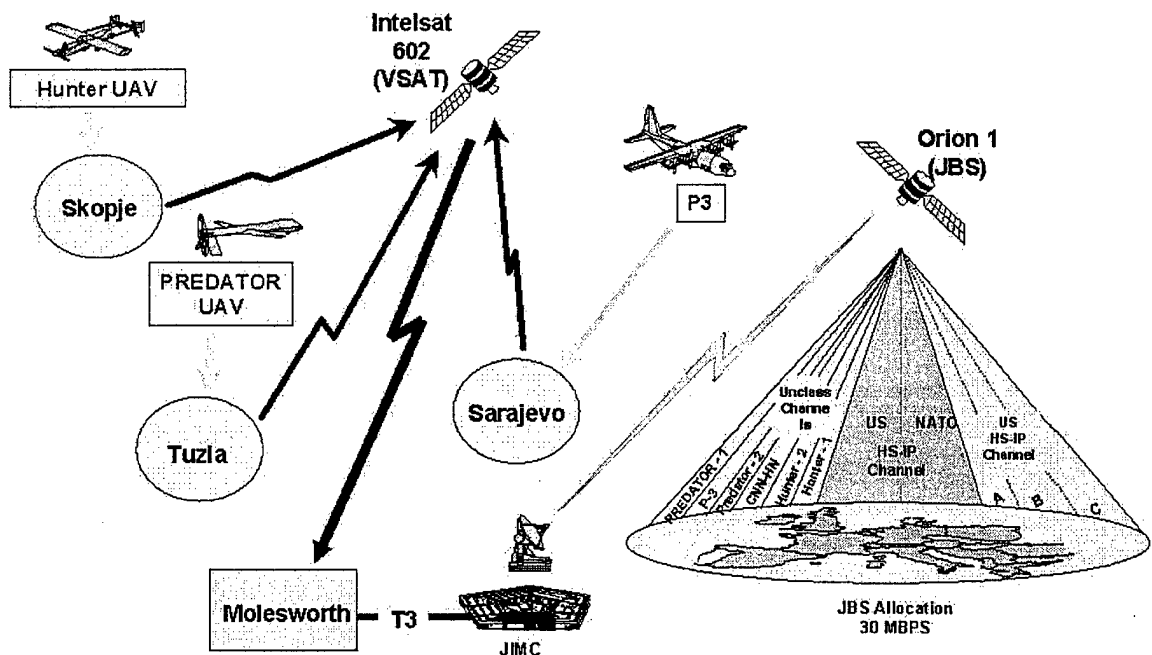 Intelsat
602
(VSAT)
Hunter UAV
Skopje
PREDATOR
UAV
Tuzla
P3
Sarajevo
Orion 1
(JBS)
Unclass
Channe
ls
US NATO
HS-IP
Channel
US
HS-IP
Channel
PREDATOR - 1
P-3
Predator - 2
CNN-HN
Hunter - 2
Hunter - 1
A
B
C
Molesworth
T3
JIMC
JBS Allocation
30 MBPS